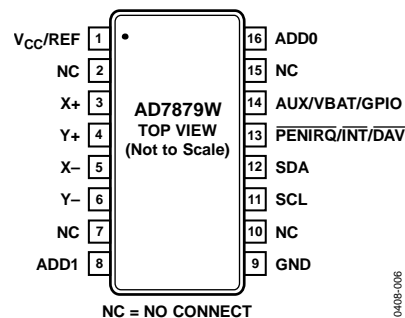 VCC/REF 1 16 ADD0
NC 2 15 NC
X+ 3 14 AUX/VBAT/GPIO
Y+ 4 13 PENIRQ/INT/DAV
X– 5 12 SDA
Y– 6 11 SCL
NC 7 10 NC
ADD1 8 9 GND
AD7879W
TOP VIEW
(Not to Scale)
NC = NO CONNECT
0408-006